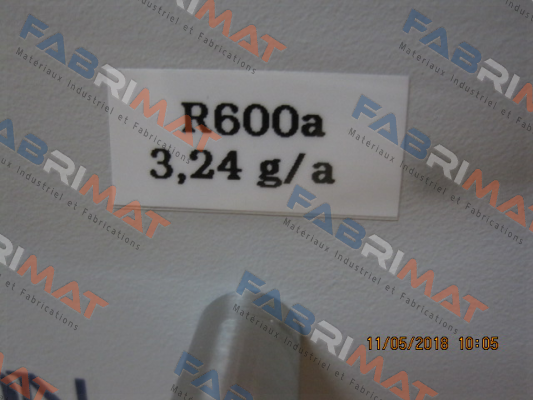 R600a
3,24 g/a
11/05/2018 10:05
FABRIMAT
Matériaux Industriel et Fabrications